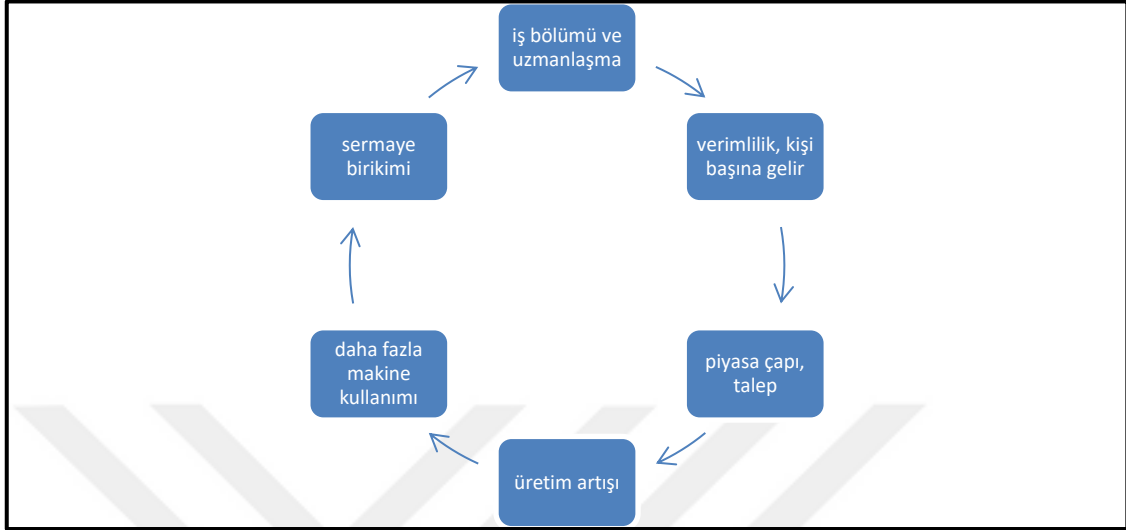 iş bölümü ve
uzmanlaşma
verimlilik, kişi
başına gelir
piyasa çapı,
talep
üretim artışı
daha fazla
makine
kullanımı
sermaye
birikimi